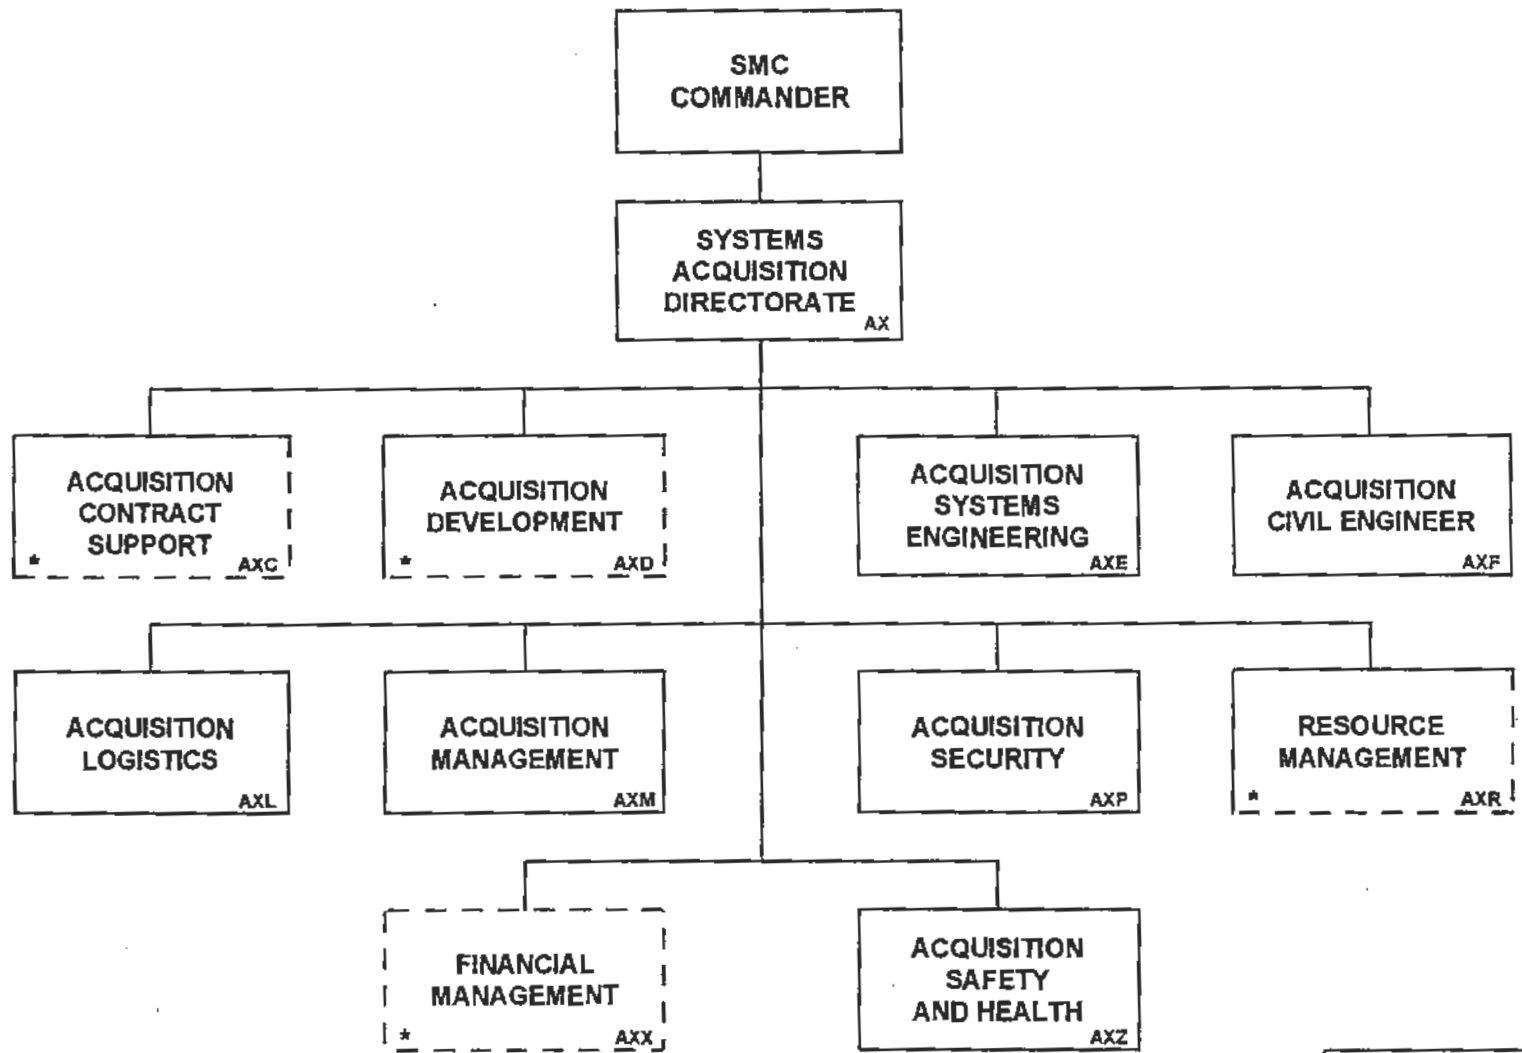 SMC
COMMANDER
SYSTEMS
ACQUISITION
DIRECTORATE
AX
ACQUISITION
CONTRACT
SUPPORT
* AXC
ACQUISITION
DEVELOPMENT
* AXD
ACQUISITION
SYSTEMS
ENGINEERING
AXE
ACQUISITION
CIVIL ENGINEER
AXF
ACQUISITION
LOGISTICS
AXL
ACQUISITION
MANAGEMENT
AXM
ACQUISITION
SECURITY
AXP
RESOURCE
MANAGEMENT
* AXR
FINANCIAL
MANAGEMENT
* AXX
ACQUISITION
SAFETY
AND HEALTH
AXZ